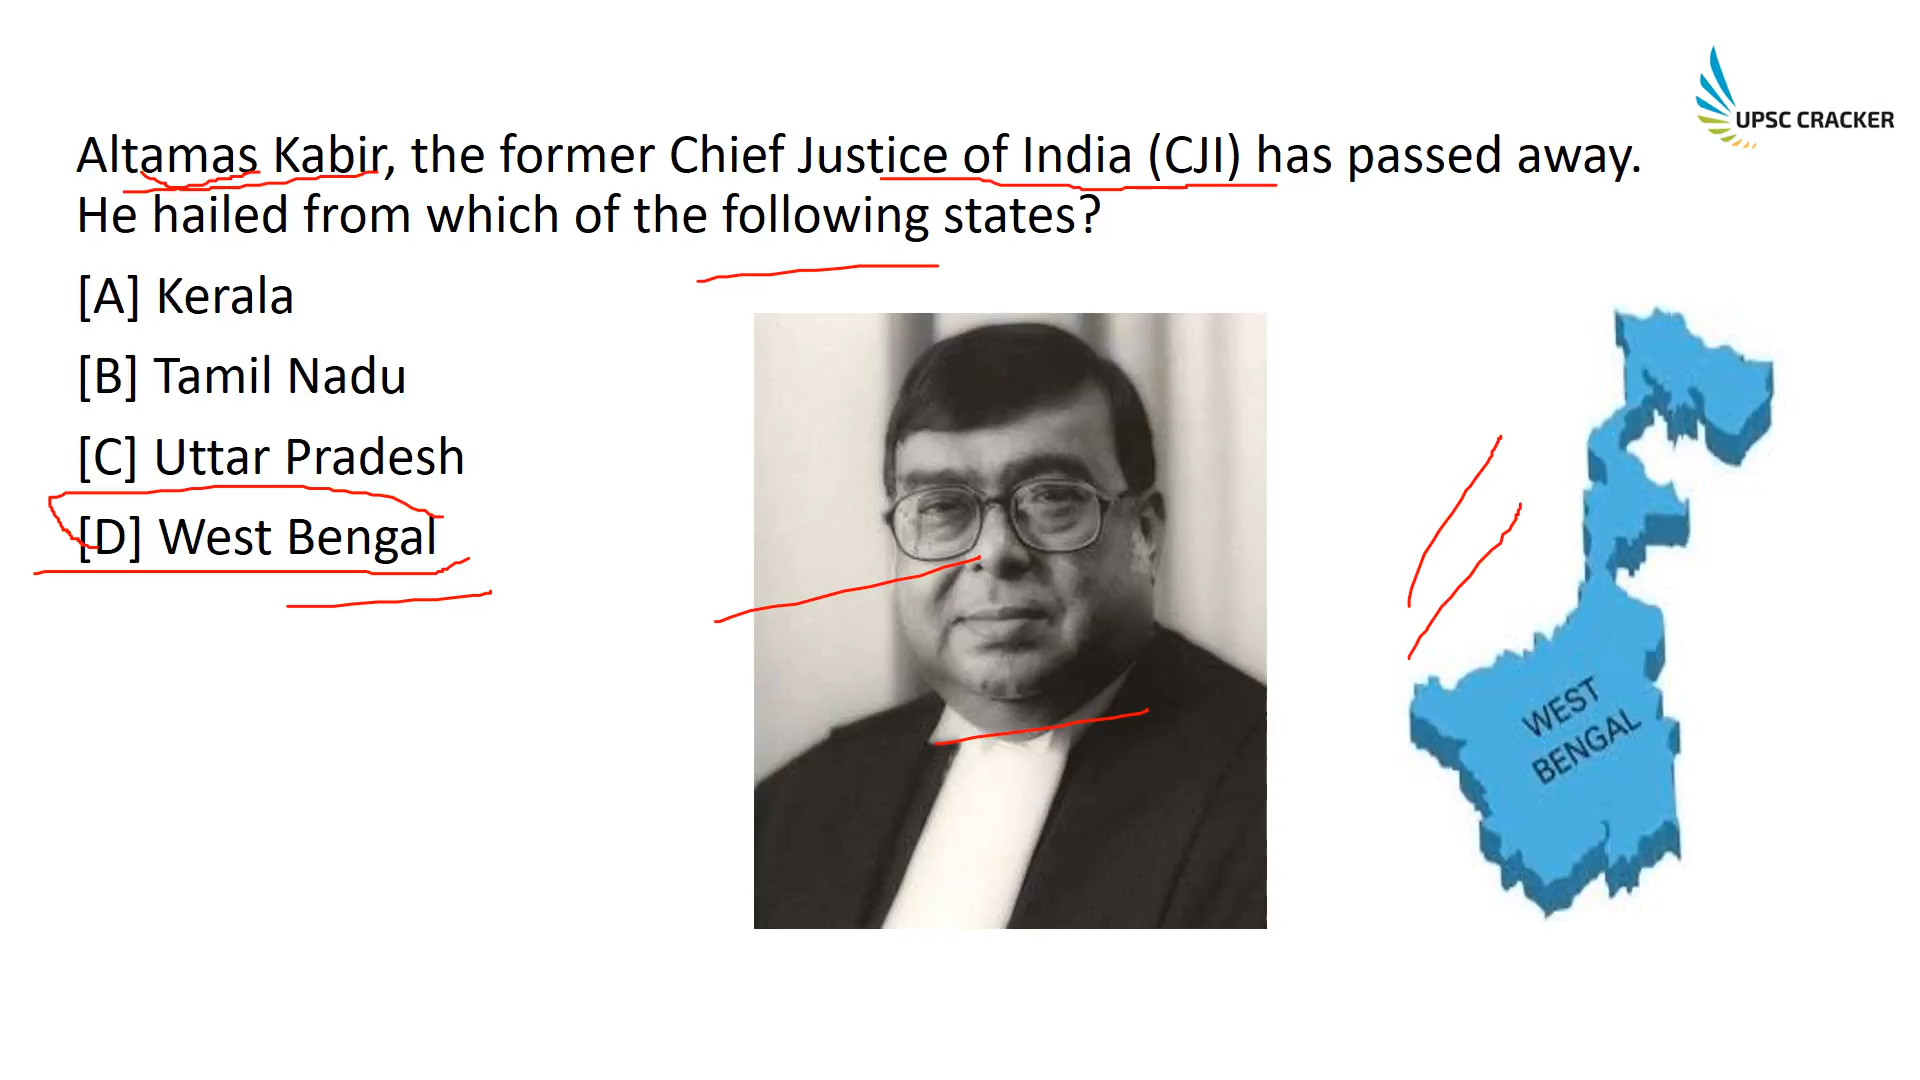 UPSC CRACKER
Altamas Kabir, the former Chief Justice of India (CJI) has passed away.
He hailed from which of the following states?
[A] Kerala
[B] Tamil Nadu
[C] Uttar Pradesh
[D] West Bengal
WEST
BENGAL